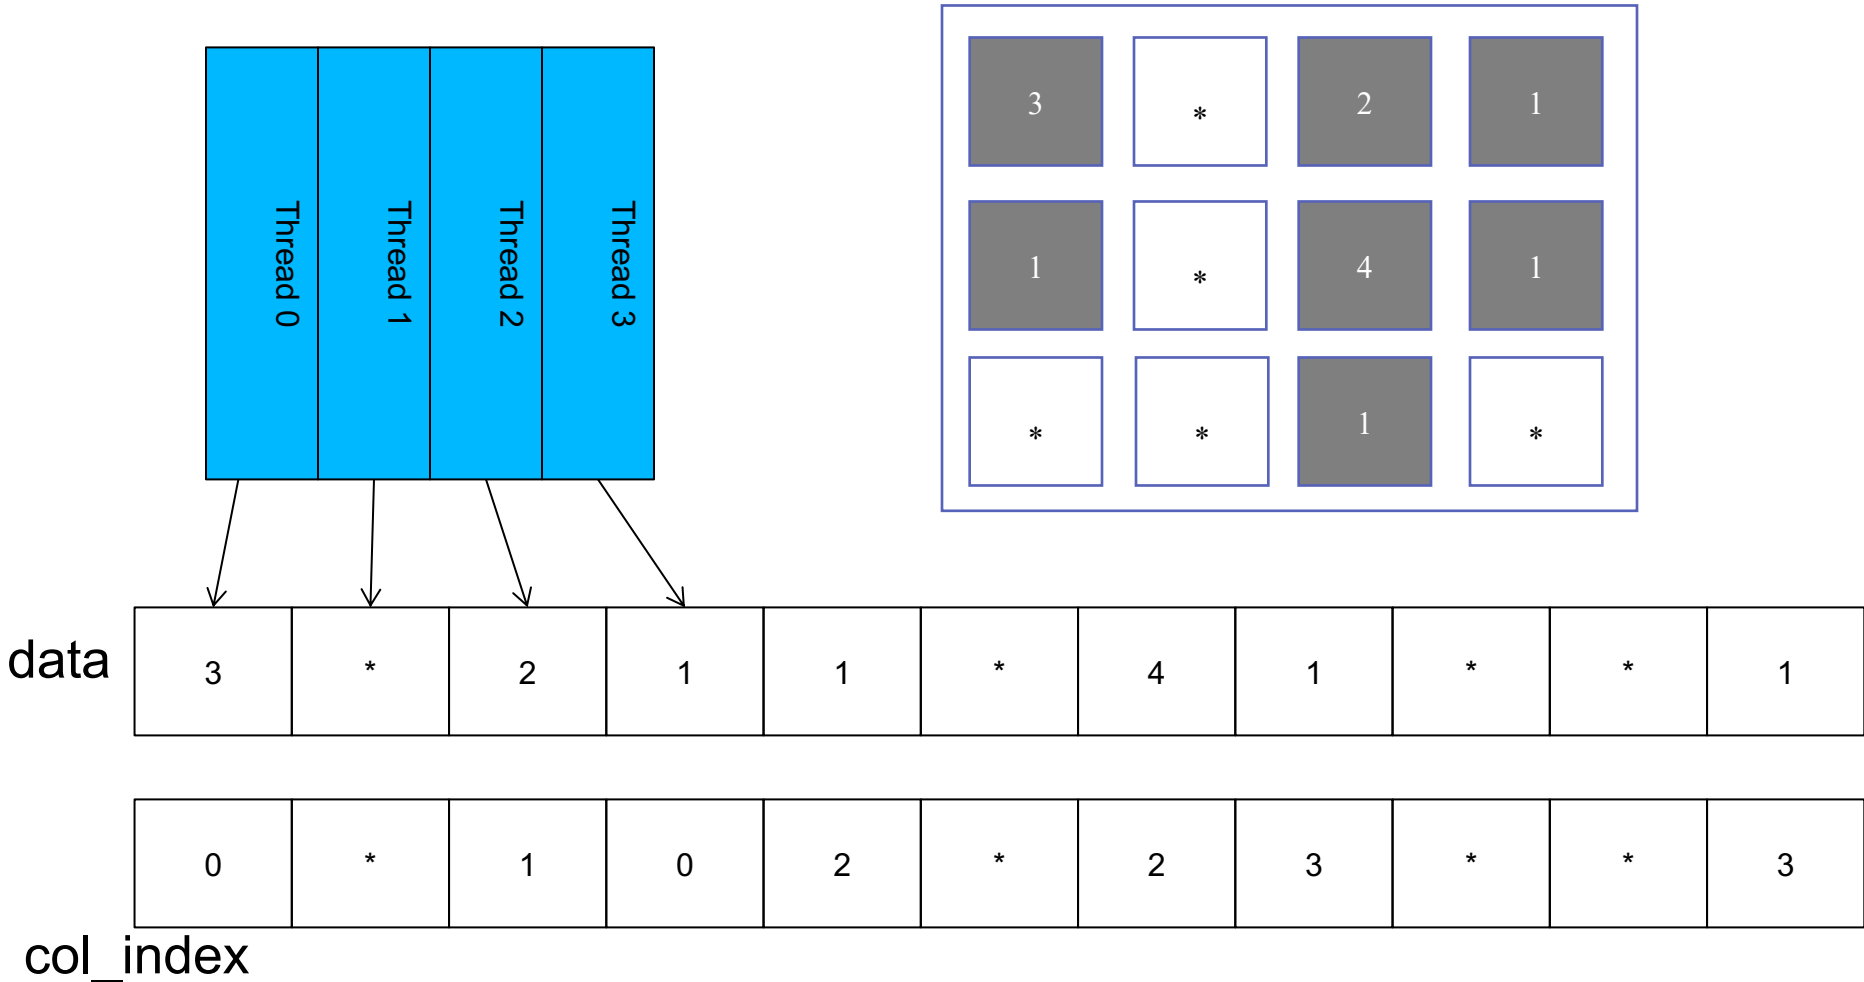 Thread 0 Thread 1 Thread 2 Thread 3
3 * 2 1
1 * 4 1
* * 1 *
data 3 * 2 1 1 * 4 1 * * 1
0 * 1 0 2 * 2 3 * * 3
col_index